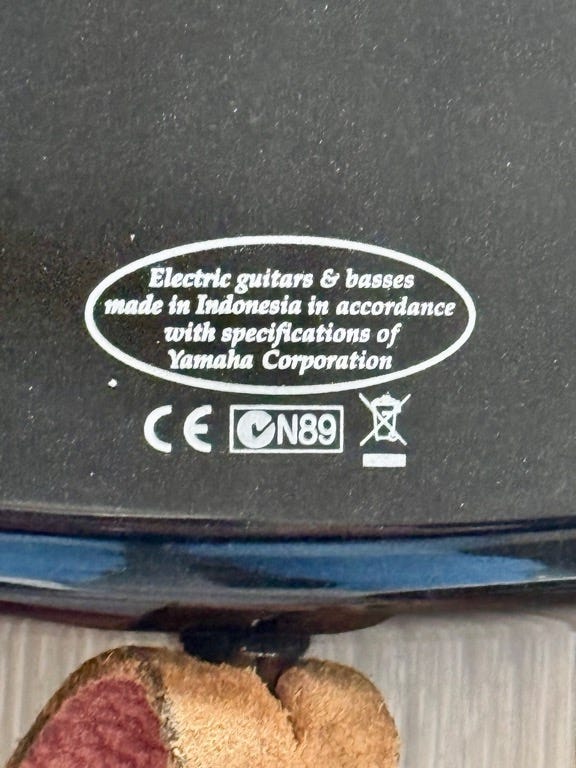 Electric guitars & basses
made in Indonesia in accordance
with specifications of
Yamaha Corporation
CE N89